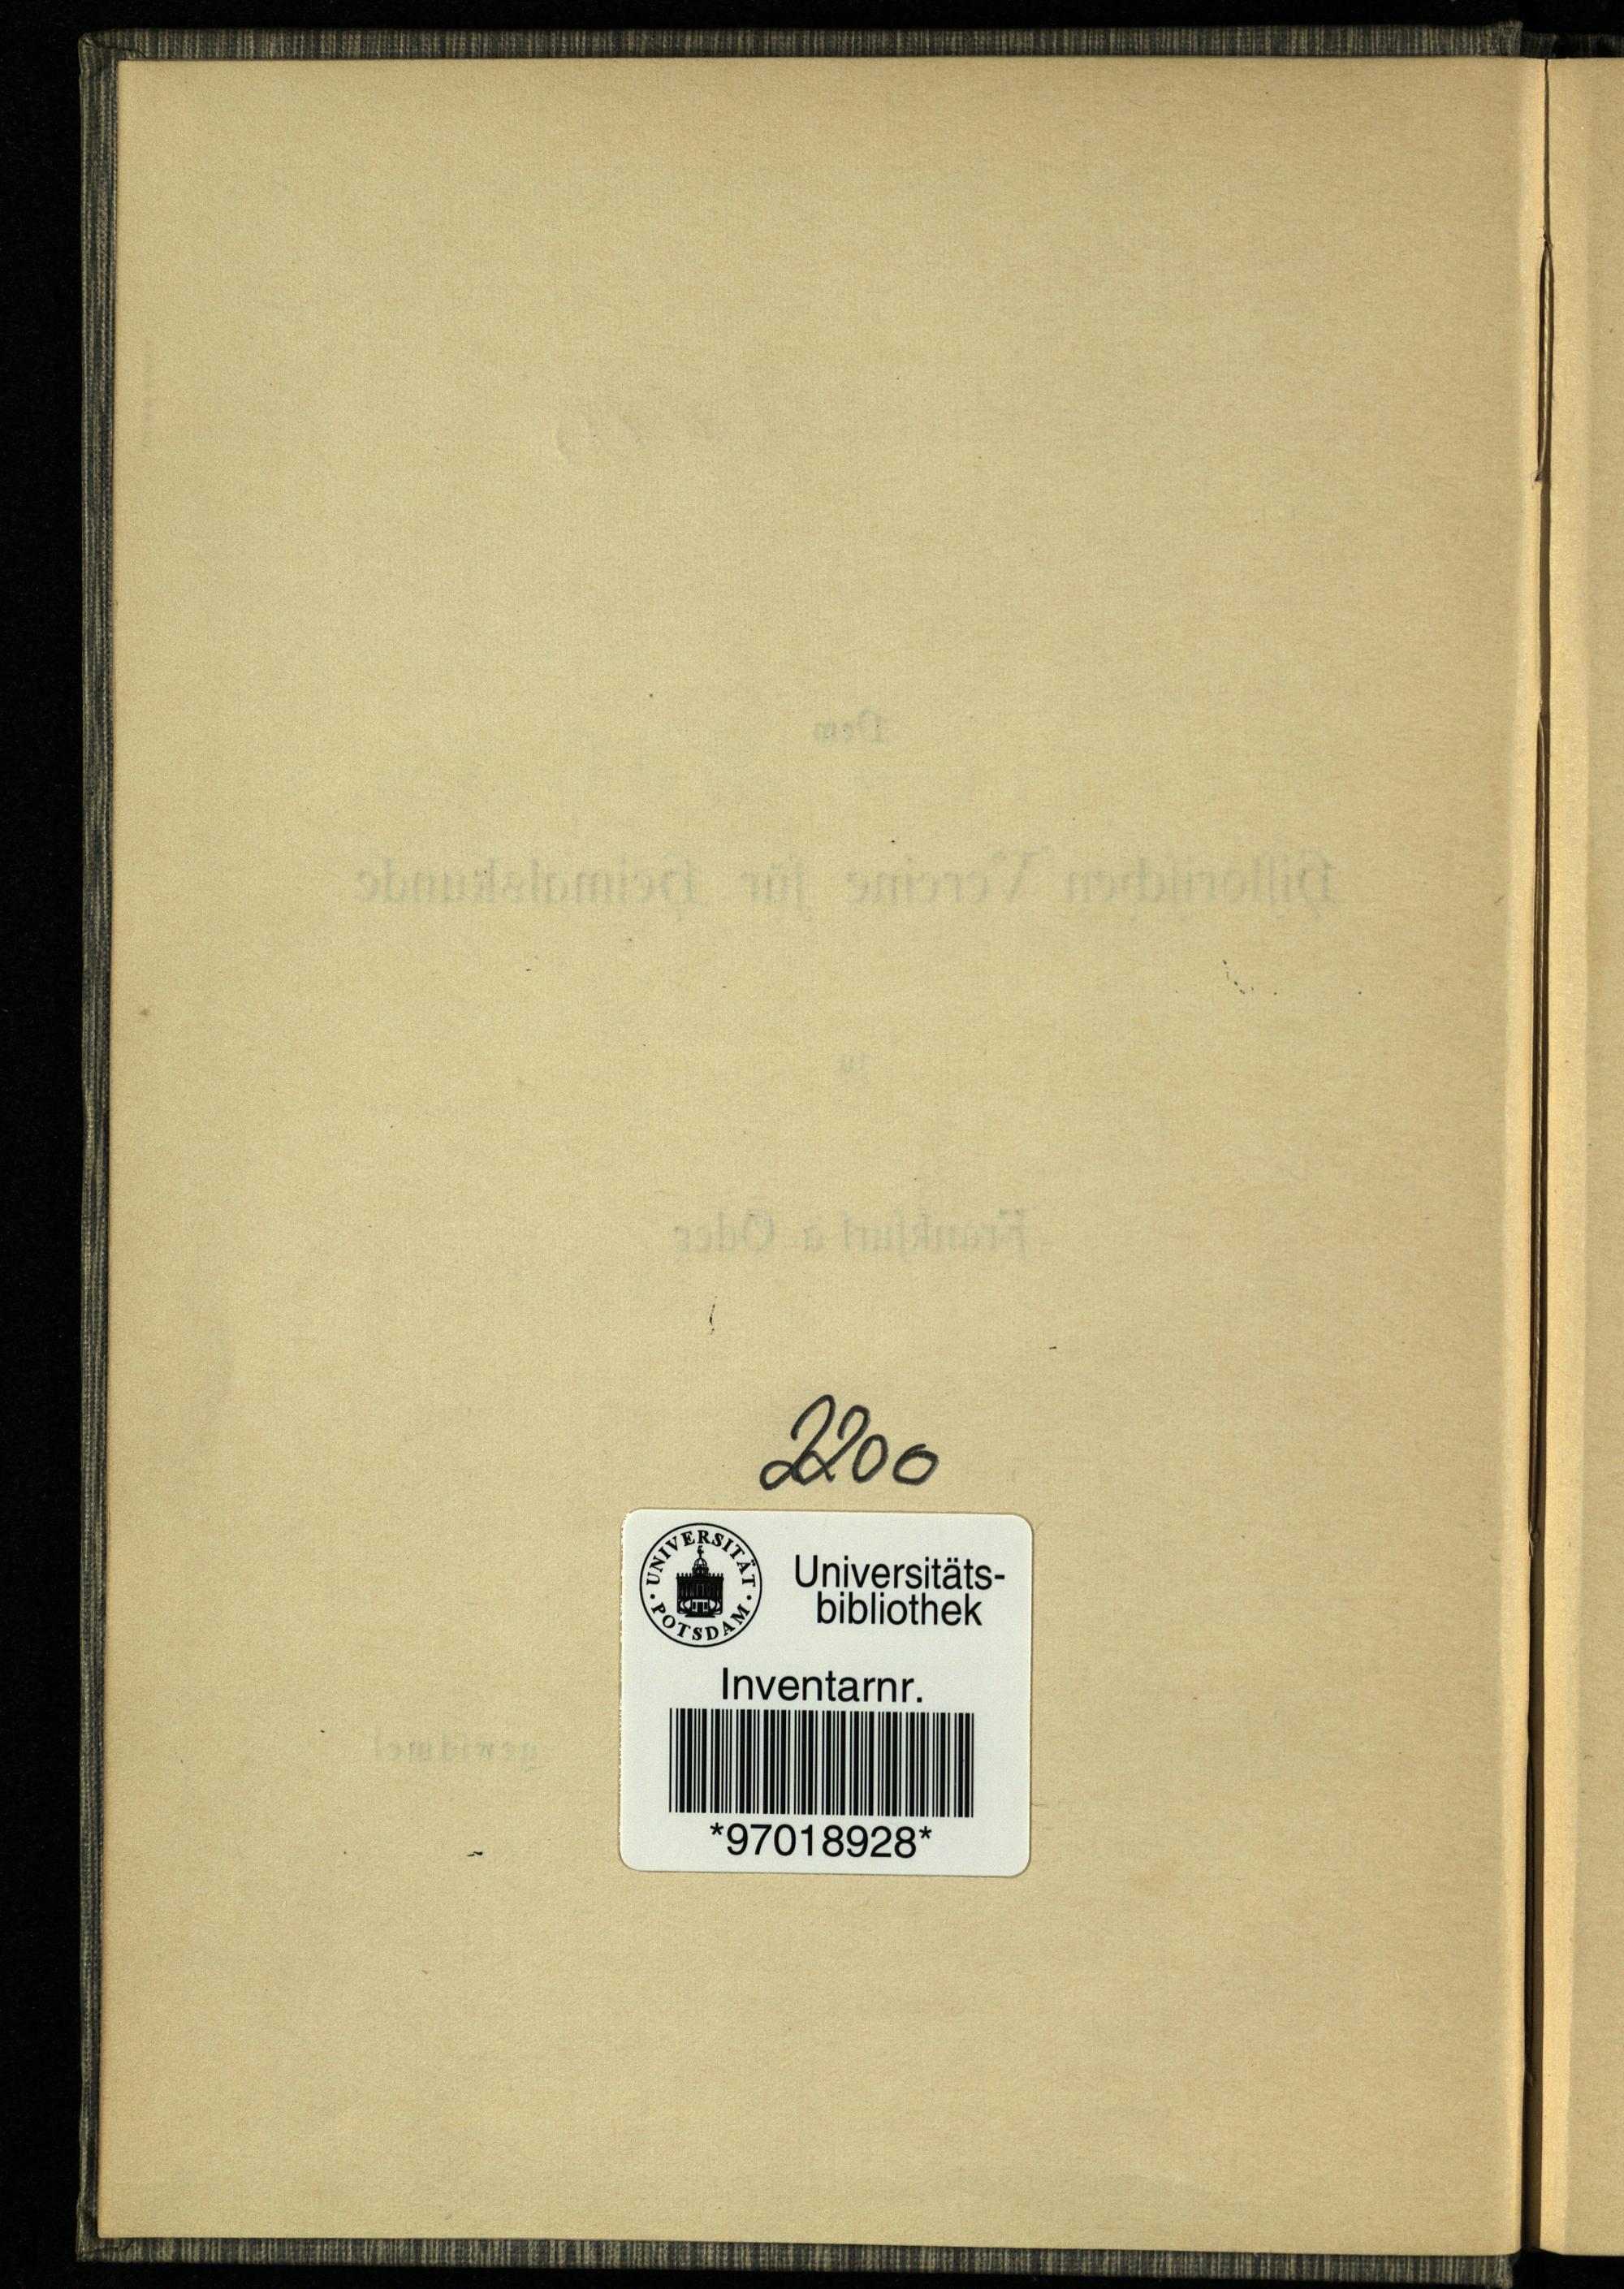 Dem
Historischen Vereine für Heimatskunde
zu
Frankfurt a Oder
2200
UNIVERSITÄT POTSDAM
Universitäts-
bibliothek
Inventarnr.
gewidmet
*97018928*